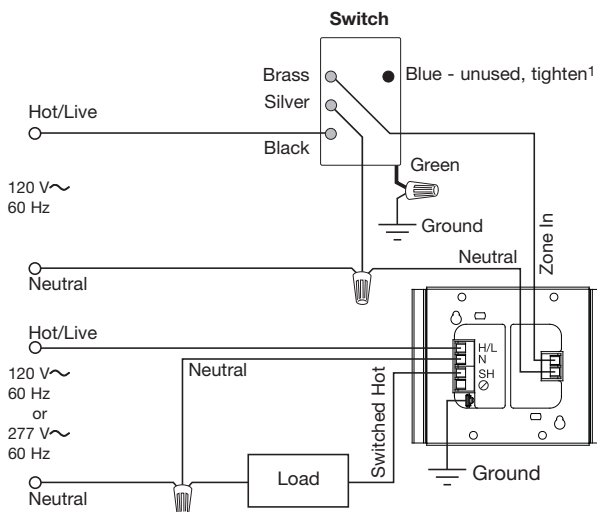 Switch
Brass
Blue - unused, tighten1
Silver
Hot/Live
Black
Green
120 V~
60 Hz
Ground
Neutral
Zone In
Neutral
Hot/Live
H/L
N
Neutral
SH
120 V~
60 Hz
or
277 V~
60 Hz
Switched Hot
Load
Ground
Neutral